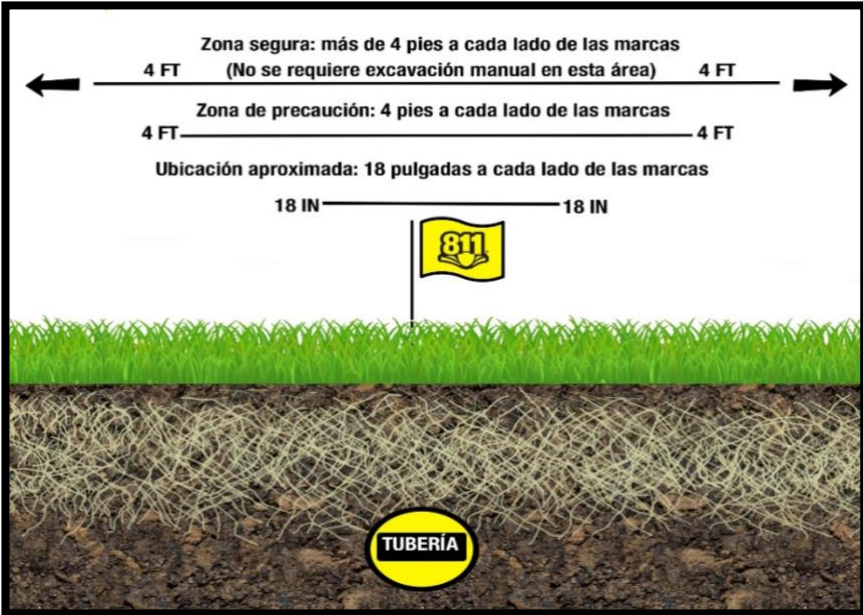 Zona segura: más de 4 pies a cada lado de las marcas
4 FT (No se requiere excavación manual en esta área) 4 FT
Zona de precaución: 4 pies a cada lado de las marcas
4 FT 4 FT
Ubicación aproximada: 18 pulgadas a cada lado de las marcas
18 IN 18 IN
811
TUBERÍA